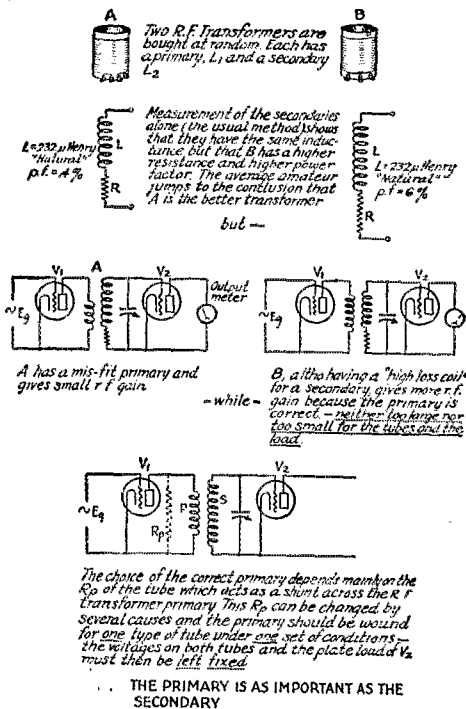 A
B
Two R.F. Transformers are
bought at random. Each has
a primary, L1 and a secondary
L2
Measurement of the secondaries
alone (the usual method) shows
that they have the same induc-
tance but that B has a higher
resistance and higher power
factor. The average amateur
jumps to the conclusion that
A is the better transformer
but —
L=232µHenry
"Natural"
p.f=4%
L
R
L=232µHenry
"Natural"
p.f=6%
L
R
V1
A
V2
~Eg
Output
meter
V1
V2
~Eg
A has a mis-fit primary and
gives small r f gain
- while -
B, altho having a "high loss coil"
for a secondary, gives more r.f.
gain because the primary is
correct. - neither too large nor
too small for the tubes and the
load.
V1
V2
~Eg
Rp
P
S
The choice of the correct primary depends mainly on the
Rp of the tube which acts as a shunt across the R F
transformer primary This Rp can be changed by
several causes and the primary should be wound
for one type of tube under one set of conditions; -
the voltages on both tubes and the plate load of V2
must then be left fixed.
. . THE PRIMARY IS AS IMPORTANT AS THE
SECONDARY